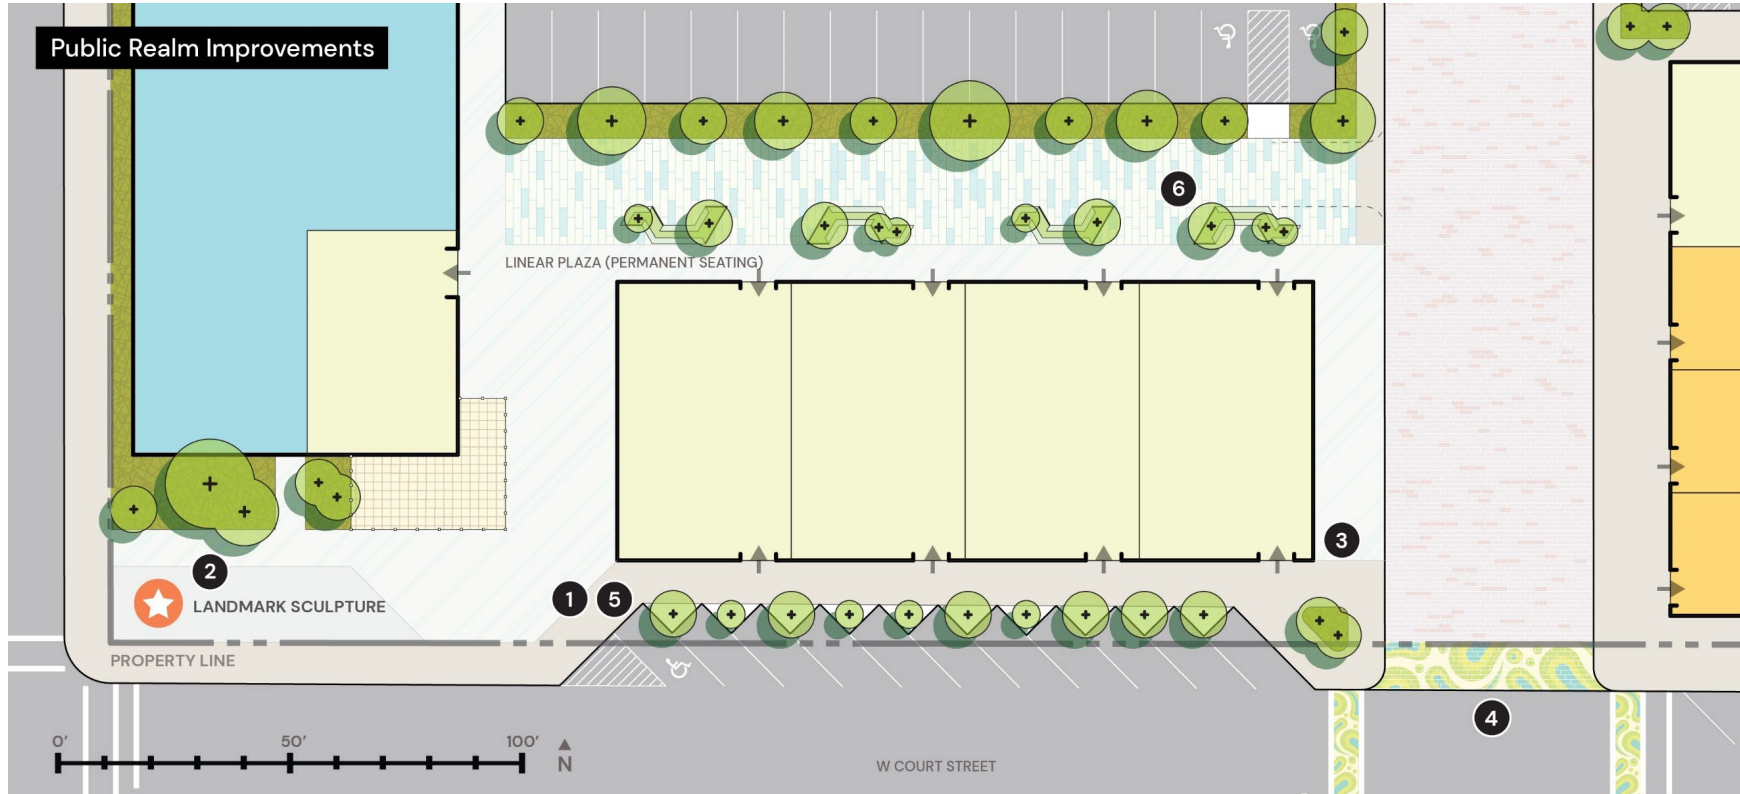 Public Realm Improvements
6
LINEAR PLAZA (PERMANENT SEATING)
3
2
1
5
LANDMARK SCULPTURE
PROPERTY LINE
4
0'
50'
100'
N
W COURT STREET